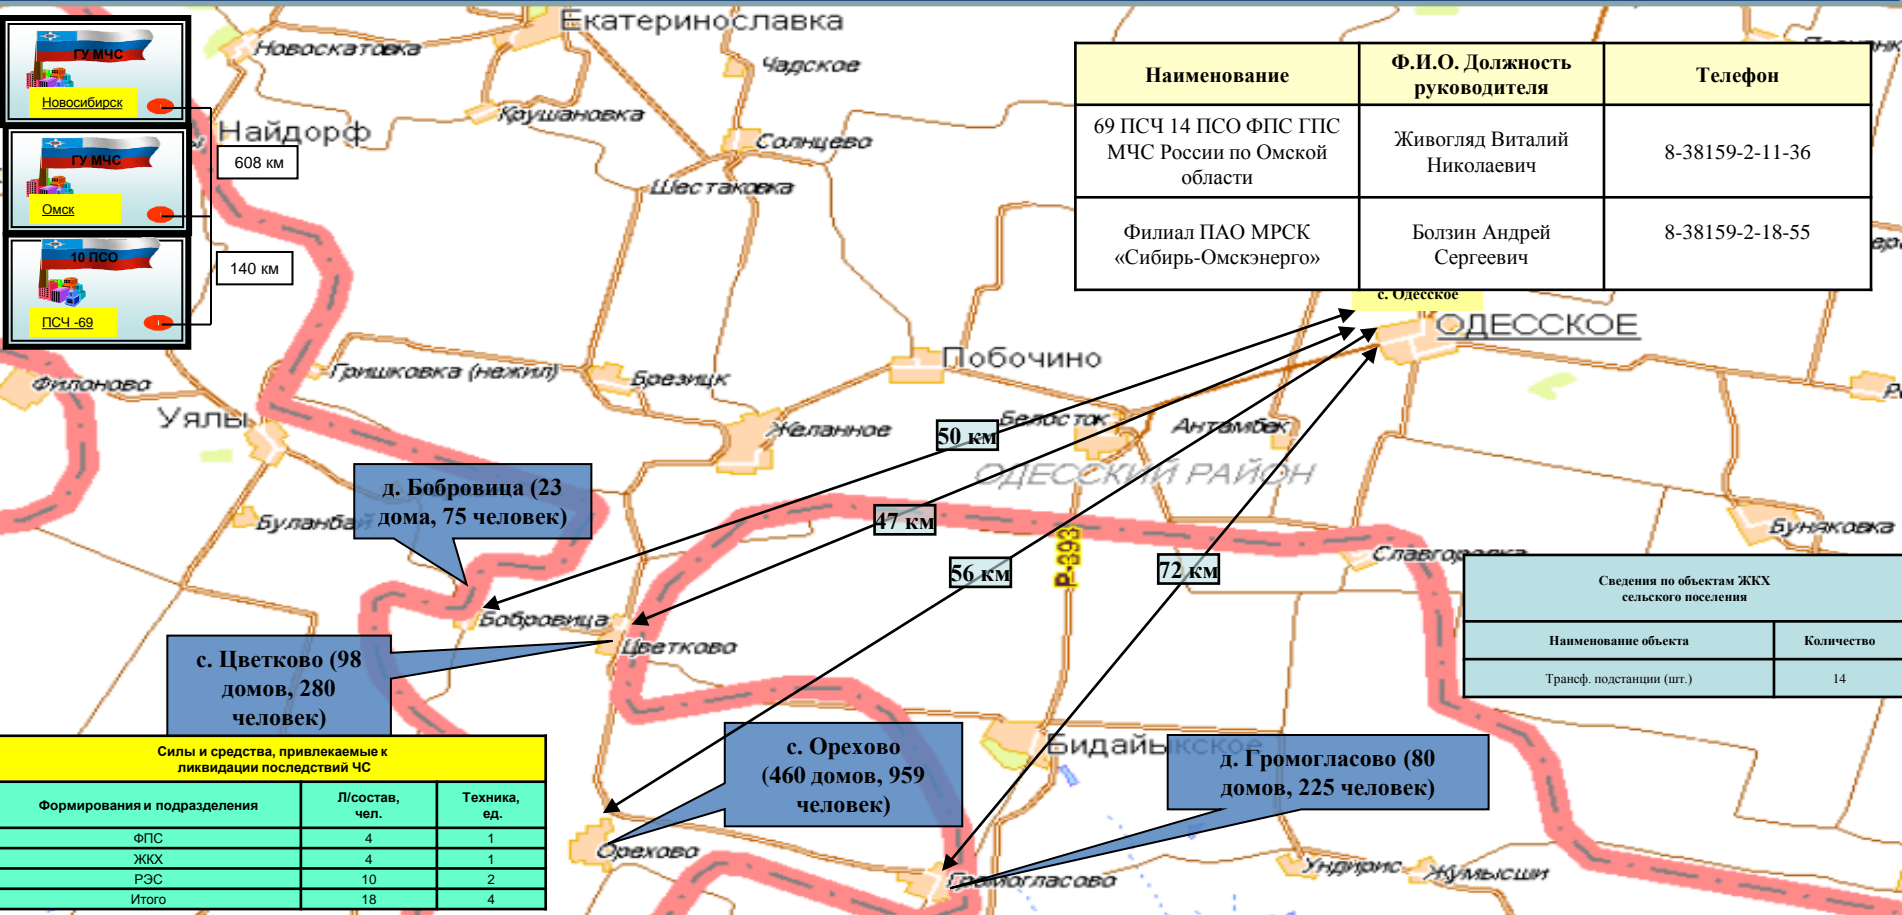 ГУ МЧС
Новосибирск
ГУ МЧС
Омск
10 ПСО
ПСЧ -69
608 км
140 км
Екатеринославка
Новоскатовка
Чадское
Крушановка
Найдорф
Солнцево
Шестаковка
Наименование
Ф.И.О. Должность
руководителя
Телефон
69 ПСЧ 14 ПСО ФПС ГПС
МЧС России по Омской
области
Живогляд Виталий
Николаевич
8-38159-2-11-36
Филиал ПАО МРСК
«Сибирь-Омскэнерго»
Болзин Андрей
Сергеевич
8-38159-2-18-55
с. Одесское
ОДЕССКОЕ
Побочино
Гришковка (нежил)
Брезицк
Филоново
Уялы
Желанное
Белосток
Антамбек
ОДЕССКИЙ РАЙОН
50 км
47 км
56 км
72 км
Р-393
д. Бобровица (23
дома, 75 человек)
Буланбай
Буняковка
Славгородка
Бобровица
Цветково
с. Цветково (98
домов, 280
человек)
Сведения по объектам ЖКХ
сельского поселения
Наименование объекта
Количество
Трансф. подстанции (шт.)
14
Бидайыкское
с. Орехово
(460 домов, 959
человек)
д. Громогласово (80
домов, 225 человек)
Силы и средства, привлекаемые к
ликвидации последствий ЧС
Формирования и подразделения
Л/состав,
чел.
Техника,
ед.
ФПС 4 1
ЖКХ 4 1
РЭС 10 2
Итого 18 4
Орехово
Громогласово
Ундирис
Жумысши